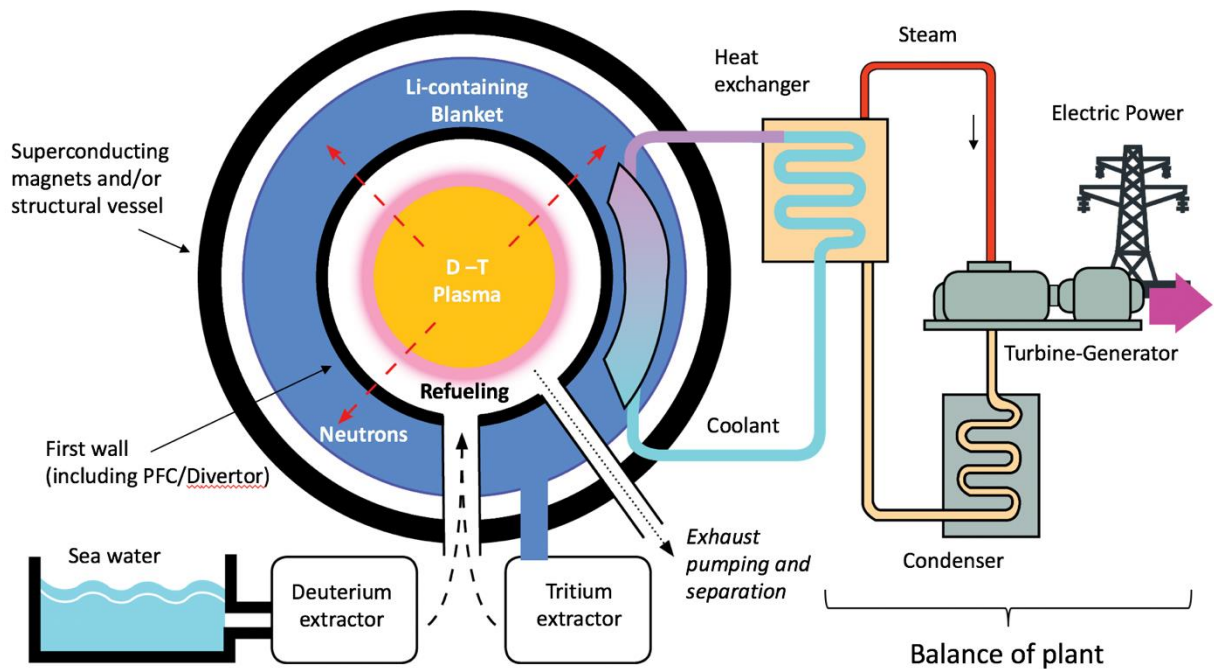 Steam
Heat
exchanger
Li-containing
Blanket
Electric Power
Superconducting
magnets and/or
structural vessel
D –T
Plasma
Turbine-Generator
Refueling
Neutrons
Coolant
First wall
(including PFC/Divertor)
Sea water
Deuterium
extractor
Tritium
extractor
Exhaust
pumping and
separation
Condenser
Balance of plant